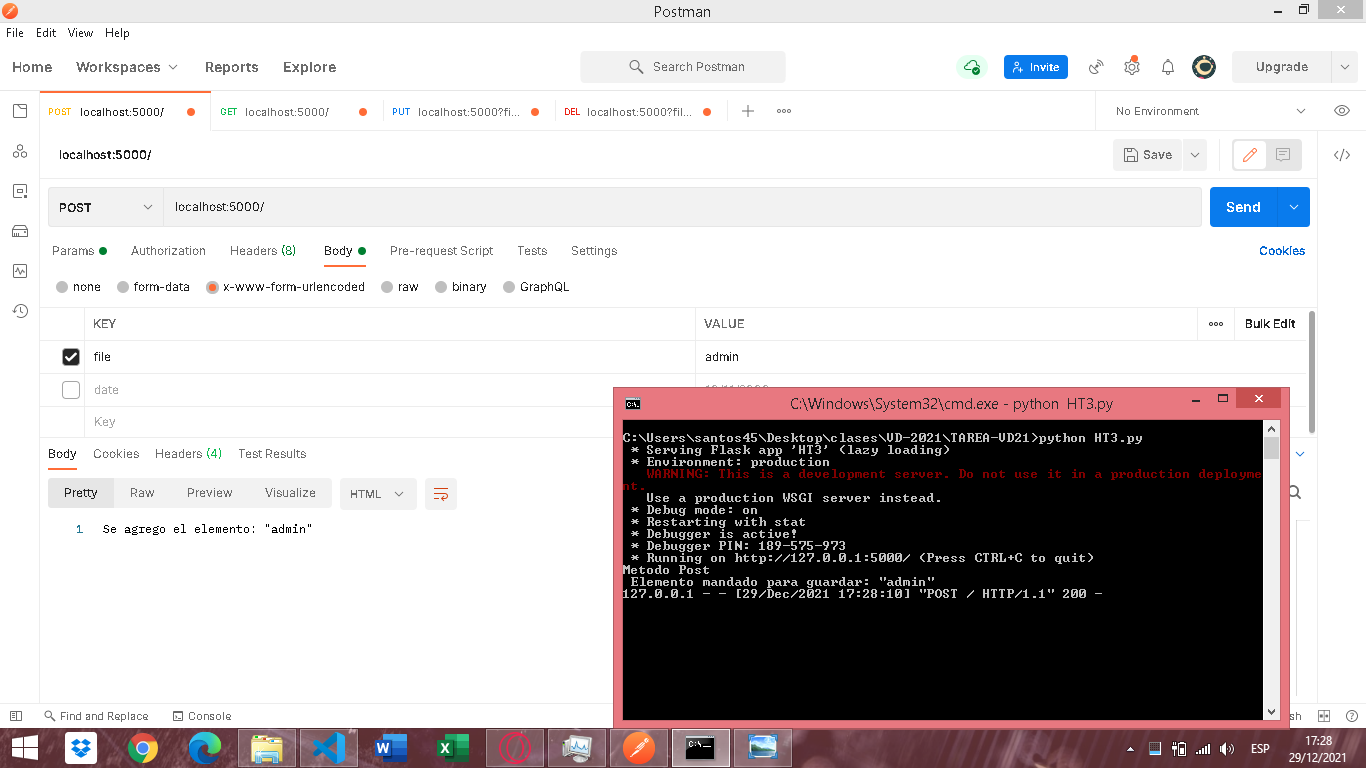 Postman
File Edit View Help
Home Workspaces Reports Explore Search Postman Invite Upgrade
POST localhost:5000/ GET localhost:5000/ PUT localhost:5000?fi... DEL localhost:5000?fil... No Environment
localhost:5000/ Save
POST localhost:5000/ Send
Params Authorization Headers (8) Body Pre-request Script Tests Settings Cookies
none form-data x-www-form-urlencoded raw binary GraphQL
KEY VALUE Bulk Edit
file admin
date
Key
Body Cookies Headers (4) Test Results
Pretty Raw Preview Visualize HTML
1 Se agrego el elemento: "admin"
C:\Windows\System32\cmd.exe - python HT3.py
C:\Users\santos45\Desktop\clases\VD-2021\TAREA-VD21>python HT3.py
* Serving Flask app 'HT3' (lazy loading)
* Environment: production
WARNING: This is a development server. Do not use it in a production deployme
nt.
Use a production WSGI server instead.
* Debug mode: on
* Restarting with stat
* Debugger is active!
* Debugger PIN: 189-575-973
* Running on http://127.0.0.1:5000/ (Press CTRL+C to quit)
Metodo Post
Elemento mandado para guardar: "admin"
127.0.0.1 - - [29/Dec/2021 17:28:10] "POST / HTTP/1.1" 200 -
Find and Replace Console
ESP 17:28
29/12/2021